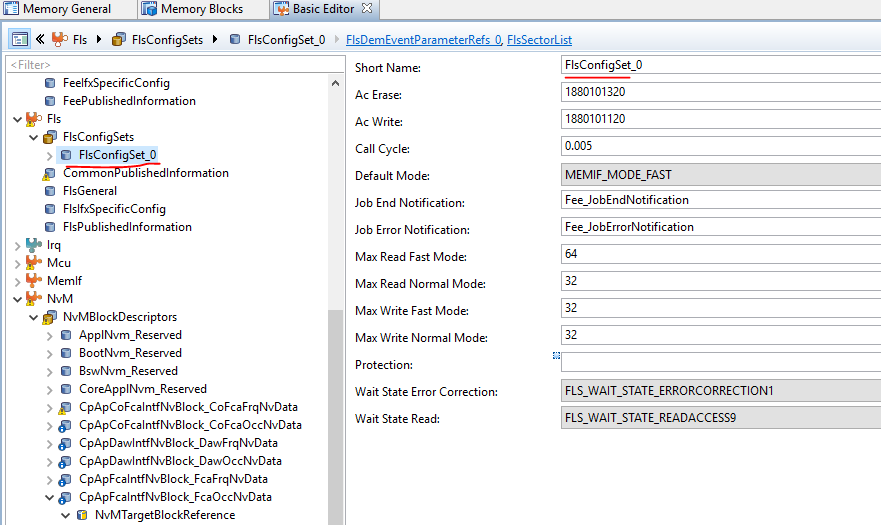 Memory General
Memory Blocks
Basic Editor
Fls
FlsConfigSets
FlsConfigSet_0
FlsDemEventParameterRefs_0, FlsSectorList
<Filter>
FeeIfxSpecificConfig
FeePublishedInformation
Fls
FlsConfigSets
FlsConfigSet_0
CommonPublishedInformation
FlsGeneral
FlsIfxSpecificConfig
FlsPublishedInformation
Irq
Mcu
MemIf
NvM
NvMBlockDescriptors
ApplNvm_Reserved
BootNvm_Reserved
BswNvm_Reserved
CoreApplNvm_Reserved
CpApCoFcaIntfNvBlock_CoFcaFrqNvData
CpApCoFcaIntfNvBlock_CoFcaOccNvData
CpApDawIntfNvBlock_DawFrqNvData
CpApDawIntfNvBlock_DawOccNvData
CpApFcaIntfNvBlock_FcaFrqNvData
CpApFcaIntfNvBlock_FcaOccNvData
NvMTargetBlockReference
Short Name: FlsConfigSet_0
Ac Erase: 1880101320
Ac Write: 1880101120
Call Cycle: 0.005
Default Mode: MEMIF_MODE_FAST
Job End Notification: Fee_JobEndNotification
Job Error Notification: Fee_JobErrorNotification
Max Read Fast Mode: 64
Max Read Normal Mode: 32
Max Write Fast Mode: 32
Max Write Normal Mode: 32
Protection:
Wait State Error Correction: FLS_WAIT_STATE_ERRORCORRECTION1
Wait State Read: FLS_WAIT_STATE_READACCESS9